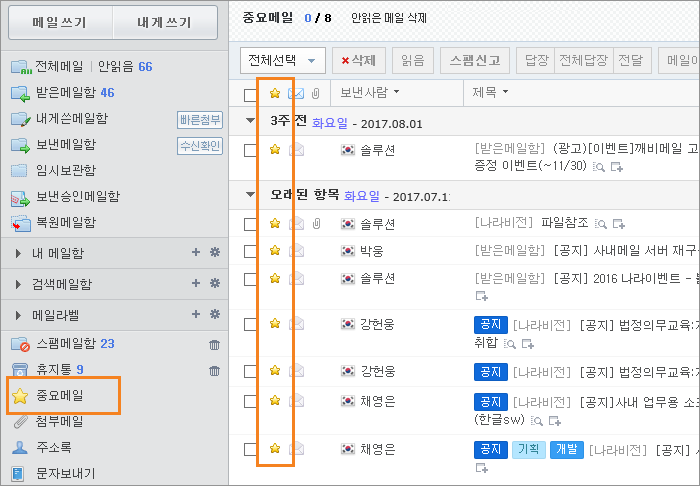 메일쓰기 내게쓰기
전체메일 | 안읽음 66
받은메일함 46
내게쓴메일함 빠른첨부
보낸메일함 수신확인
임시보관함
보낸승인메일함
복원메일함
내 메일함 +
검색메일함 +
메일라벨 +
스팸메일함 23
휴지통 9
중요메일
첨부메일
주소록
문자보내기
중요메일 0 / 8 안읽은 메일 삭제
전체선택 삭제 읽음 스팸신고 답장 전체답장 전달 메일이
보낸사람 제목
3주 전 화요일 - 2017.08.01
솔루션 [받은메일함] (광고)[이벤트]깨비메일 고
증정 이벤트(~11/30)
오래된 항목 화요일 - 2017.07.1
솔루션 [나라비전] 파일참조
박웅 [받은메일함] [공지] 사내메일 서버 재구
솔루션 [받은메일함] [공지] 2016 나라이벤트 -
강헌웅 공지 [나라비전] [공지] 법정의무교육:
취합
강헌웅 공지 [나라비전] [공지] 법정의무교육:
채영은 공지 [공지]사내 업무용 소프
(한글sw)
채영은 공지 기획 개발 [나라비전] [공지]